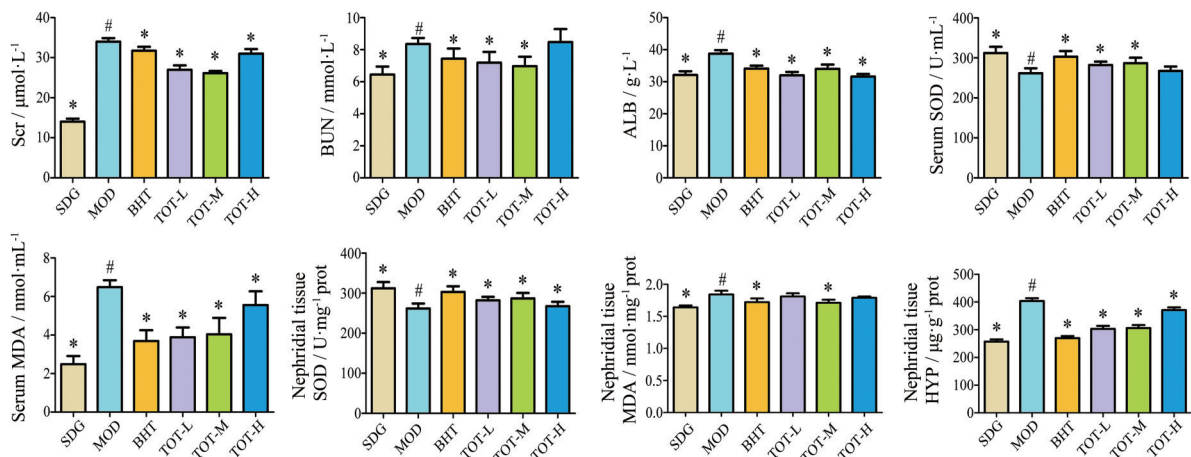 Scr / μmol·L⁻¹
40
30
20
10
0
*
#
*
*
*
*
SDG
MOD
BHT
TOT-L
TOT-M
TOT-H
BUN / mmol·L⁻¹
10
8
6
4
2
0
*
#
*
*
*
SDG
MOD
BHT
TOT-L
TOT-M
TOT-H
ALB / g·L⁻¹
50
40
30
20
10
0
*
#
*
*
*
*
SDG
MOD
BHT
TOT-L
TOT-M
TOT-H
Serum SOD / U·mL⁻¹
400
300
200
100
0
*
#
*
*
*
SDG
MOD
BHT
TOT-L
TOT-M
TOT-H
Serum MDA / nmol·mL⁻¹
8
6
4
2
0
*
#
*
*
*
*
SDG
MOD
BHT
TOT-L
TOT-M
TOT-H
Nephridial tissue
SOD / U·mg⁻¹ prot
400
300
200
100
0
*
#
*
*
*
*
SDG
MOD
BHT
TOT-L
TOT-M
TOT-H
Nephridial tissue
MDA / nmol·mg⁻¹ prot
2.0
1.5
1.0
0.5
0.0
*
#
*
*
SDG
MOD
BHT
TOT-L
TOT-M
TOT-H
Nephridial tissue
HYP / μg·g⁻¹ prot
500
400
300
200
100
0
*
#
*
*
*
*
SDG
MOD
BHT
TOT-L
TOT-M
TOT-H